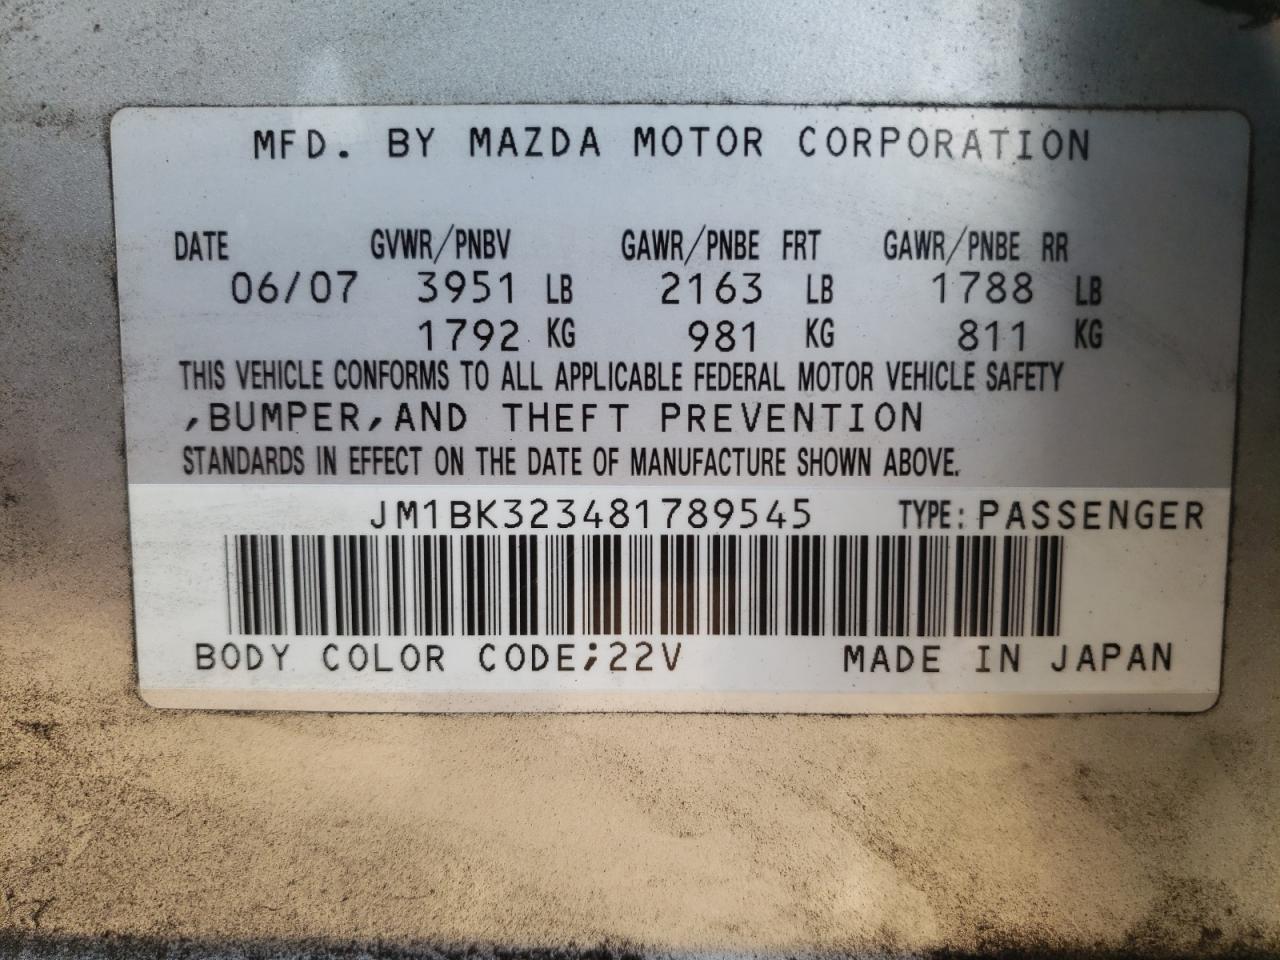 MFD. BY MAZDA MOTOR CORPORATION
DATE GVWR/PNBV GAWR/PNBE FRT GAWR/PNBE RR
06/07 3951 LB 2163 LB 1788 LB
1792 KG 981 KG 811 KG
THIS VEHICLE CONFORMS TO ALL APPLICABLE FEDERAL MOTOR VEHICLE SAFETY
,BUMPER,AND THEFT PREVENTION
STANDARDS IN EFFECT ON THE DATE OF MANUFACTURE SHOWN ABOVE.
JM1BK323481789545 TYPE: PASSENGER
BODY COLOR CODE;22V MADE IN JAPAN